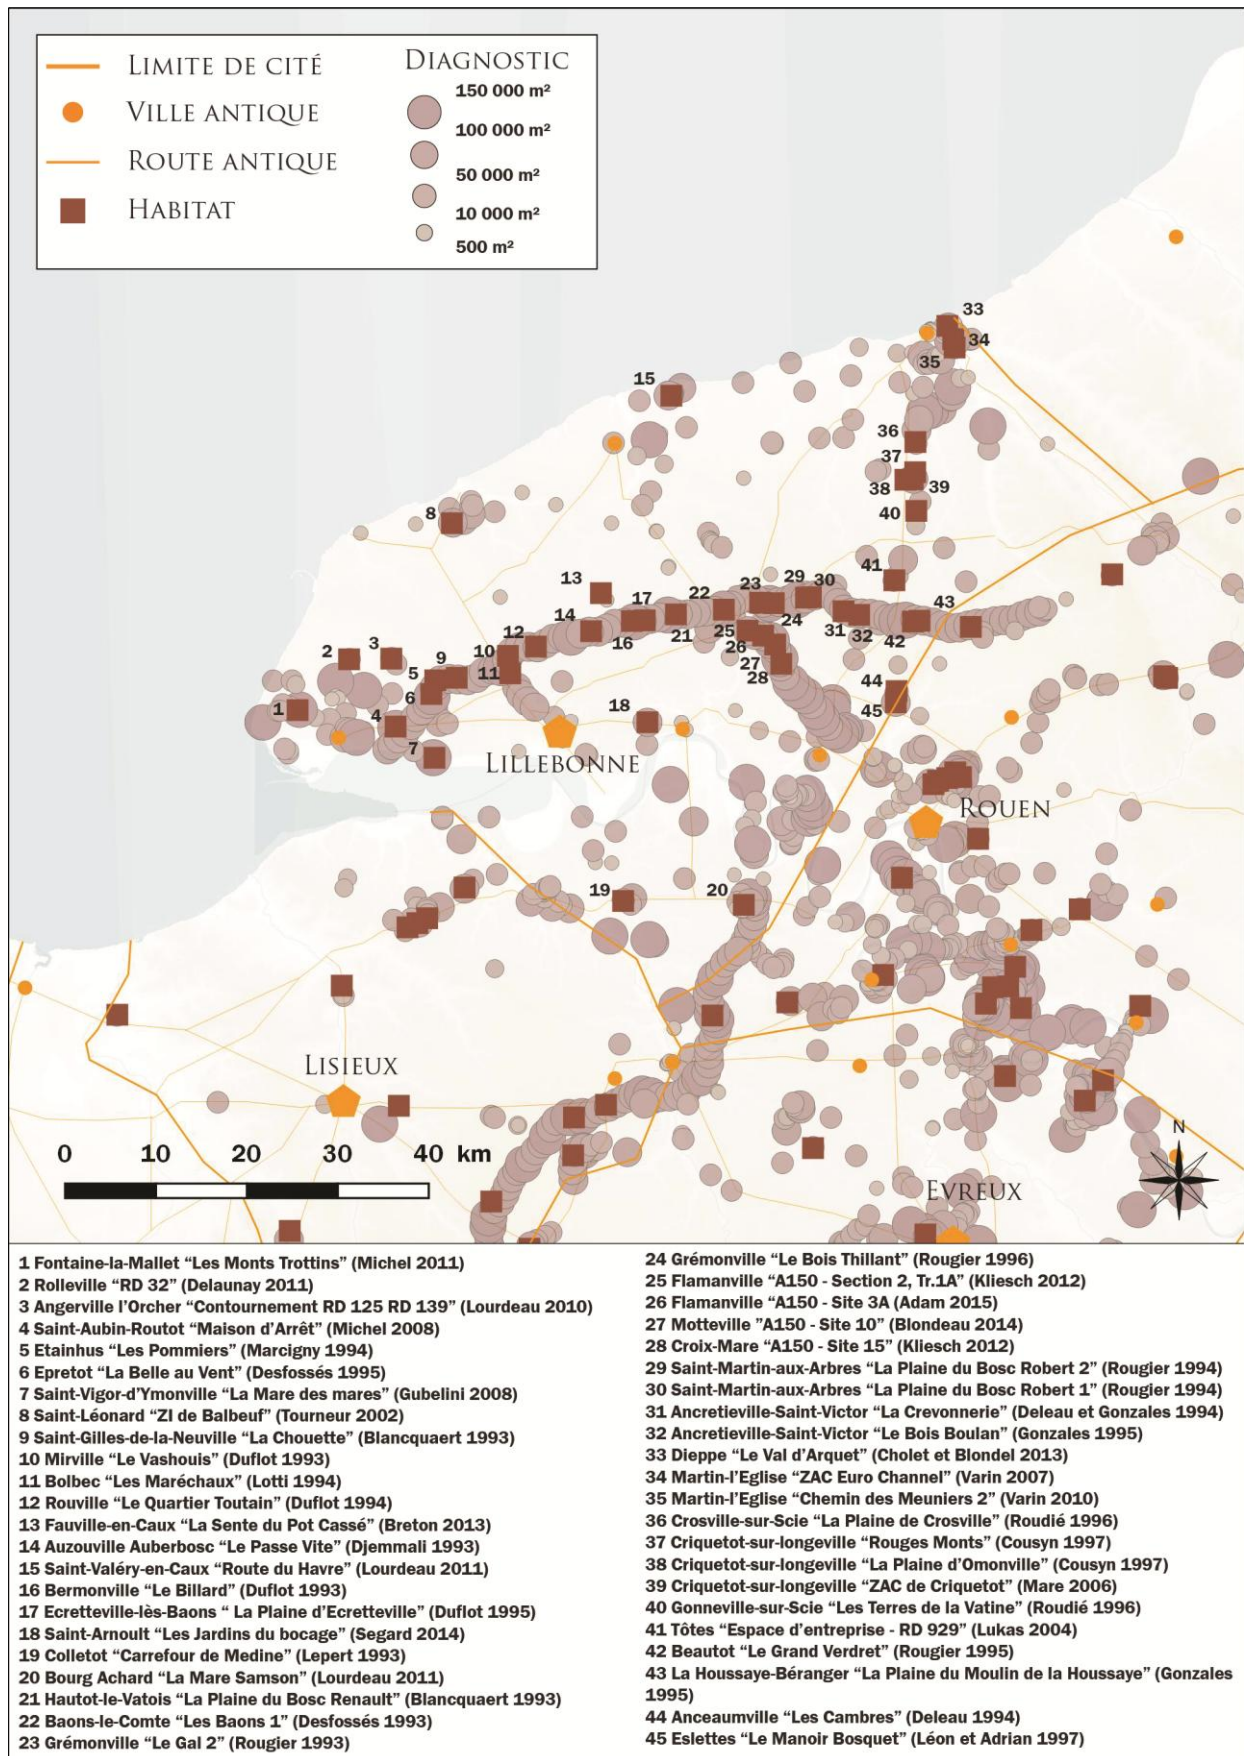 LIMITE DE CITÉ
VILLE ANTIQUE
ROUTE ANTIQUE
HABITAT
DIAGNOSTIC
150 000 m²
100 000 m²
50 000 m²
10 000 m²
500 m²
33
34
35
15
36
37
38
39
40
8
41
13
29
30
23
22
17
14
43
21
24
31
32
42
16
12
25
10
26
2
3
9
5
11
27
28
6
44
1
4
18
45
7
LILLEBONNE
ROUEN
19
20
LISIEUX
0 10 20 30 40 km
N
EVREUX
1 Fontaine-la-Mallet “Les Monts Trottins” (Michel 2011)
2 Rolleville “RD 32” (Delaunay 2011)
3 Angerville l’Orcher “Contournement RD 125 RD 139” (Lourdeau 2010)
4 Saint-Aubin-Routot “Maison d’Arrêt” (Michel 2008)
5 Etainhus “Les Pommiers” (Marcigny 1994)
6 Epretot “La Belle au Vent” (Desfossés 1995)
7 Saint-Vigor-d’Ymonville “La Mare des mares” (Gubelini 2008)
8 Saint-Léonard “ZI de Balbeuf” (Tourneur 2002)
9 Saint-Gilles-de-la-Neuville “La Chouette” (Blancquaert 1993)
10 Mirville “Le Vashouis” (Duflot 1993)
11 Bolbec “Les Maréchaux” (Lotti 1994)
12 Rouville “Le Quartier Toutain” (Duflot 1994)
13 Fauville-en-Caux “La Sente du Pot Cassé” (Breton 2013)
14 Auzouville Auberbosc “Le Passe Vite” (Djemmali 1993)
15 Saint-Valéry-en-Caux “Route du Havre” (Lourdeau 2011)
16 Bermonville “Le Billard” (Duflot 1993)
17 Ecretteville-lès-Baons “ La Plaine d’Ecretteville” (Duflot 1995)
18 Saint-Arnoult “Les Jardins du bocage” (Segard 2014)
19 Colletot “Carrefour de Medine” (Lepert 1993)
20 Bourg Achard “La Mare Samson” (Lourdeau 2011)
21 Hautot-le-Vatois “La Plaine du Bosc Renault” (Blancquaert 1993)
22 Baons-le-Comte “Les Baons 1” (Desfossés 1993)
23 Grémonville “Le Gal 2” (Rougier 1993)
24 Grémonville “Le Bois Thillant” (Rougier 1996)
25 Flamanville “A150 - Section 2, Tr.1A” (Kliesch 2012)
26 Flamanville “A150 - Site 3A (Adam 2015)
27 Motteville "A150 - Site 10” (Blondeau 2014)
28 Croix-Mare “A150 - Site 15” (Kliesch 2012)
29 Saint-Martin-aux-Arbres “La Plaine du Bosc Robert 2” (Rougier 1994)
30 Saint-Martin-aux-Arbres “La Plaine du Bosc Robert 1” (Rougier 1994)
31 Ancretieville-Saint-Victor “La Crevonnerie” (Deleau et Gonzales 1994)
32 Ancretieville-Saint-Victor “Le Bois Boulan” (Gonzales 1995)
33 Dieppe “Le Val d’Arquet” (Cholet et Blondel 2013)
34 Martin-l’Eglise “ZAC Euro Channel” (Varin 2007)
35 Martin-l’Eglise “Chemin des Meuniers 2” (Varin 2010)
36 Crosville-sur-Scie “La Plaine de Crosville” (Roudié 1996)
37 Criquetot-sur-longeville “Rouges Monts” (Cousyn 1997)
38 Criquetot-sur-longeville “La Plaine d’Omonville” (Cousyn 1997)
39 Criquetot-sur-longeville “ZAC de Criquetot” (Mare 2006)
40 Gonneville-sur-Scie “Les Terres de la Vatine” (Roudié 1996)
41 Tôtes “Espace d’entreprise - RD 929” (Lukas 2004)
42 Beautot “Le Grand Verdret” (Rougier 1995)
43 La Houssaye-Béranger “La Plaine du Moulin de la Houssaye” (Gonzales
1995)
44 Anceaumville “Les Cambres” (Deleau 1994)
45 Eslettes “Le Manoir Bosquet” (Léon et Adrian 1997)